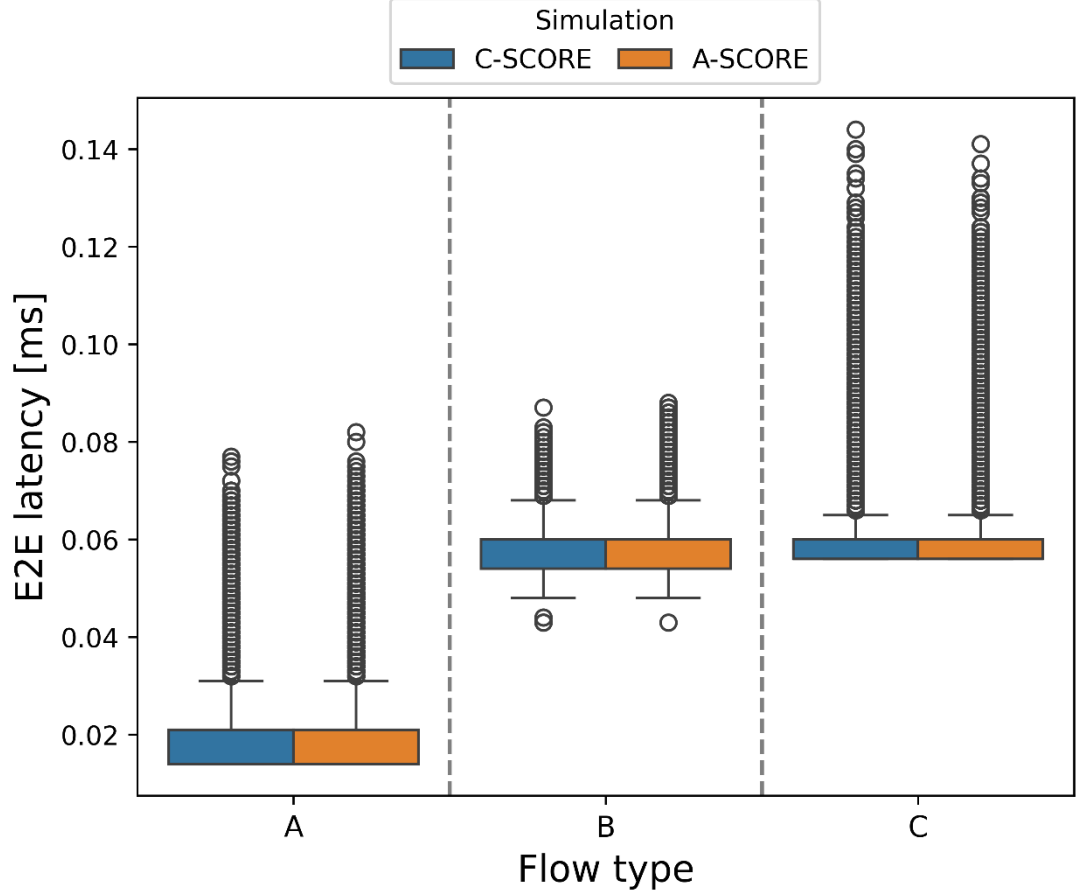 Simulation
C-SCORE A-SCORE
E2E latency [ms]
0.14
0.12
0.10
0.08
0.06
0.04
0.02
A B C
Flow type